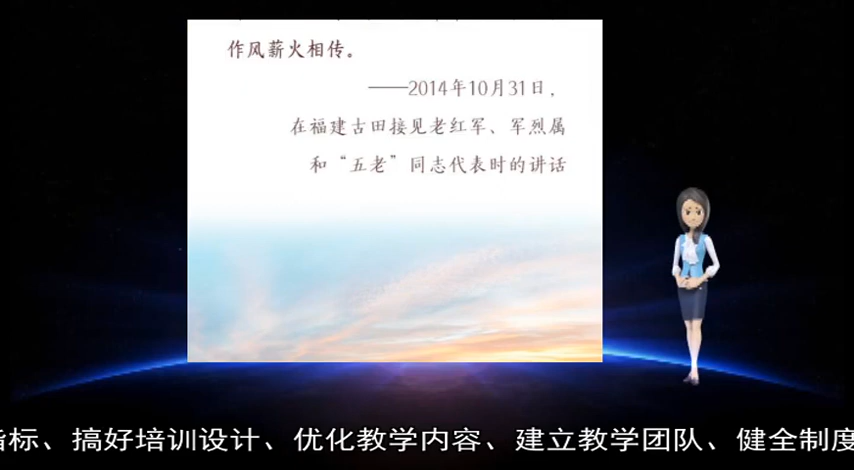 作风薪火相传。
——2014年10月31日，
在福建古田接见老红军、军烈属
和“五老”同志代表时的讲话
指标、搞好培训设计、优化教学内容、建立教学团队、健全制度